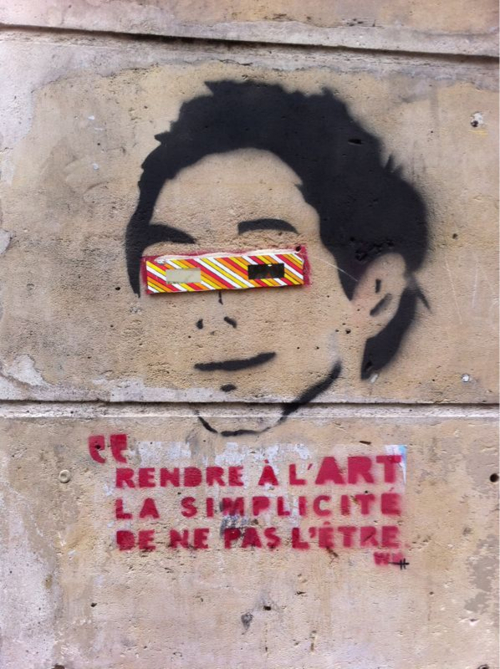 “
RENDRE À L'ART
LA SIMPLICITÉ
DE NE PAS L'ÊTRE